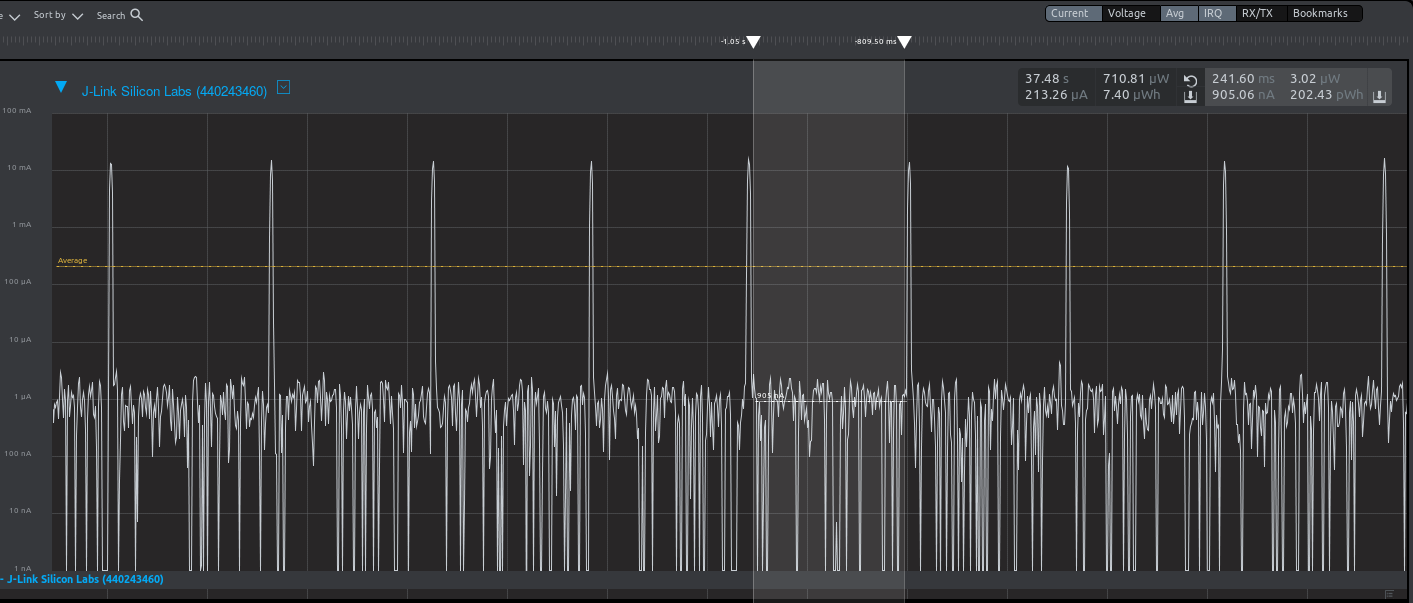 e Sort by Search Current Voltage Avg IRQ RX/TX Bookmarks
-1.05 s -809.50 ms
J-Link Silicon Labs (440243460)
37.48 s 710.81 µW 241.60 ms 3.02 µW
213.26 µA 7.40 µWh 905.06 nA 202.43 pWh
100 mA
10 mA
1 mA
Average
100 µA
10 µA
1 µA
905 nA
100 nA
10 nA
1 nA
- J-Link Silicon Labs (440243460)